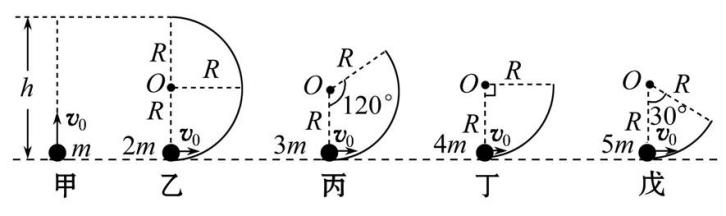 h
v₀
m
甲
R
O
R
R
2m
v₀
乙
R
O
120°
R
v₀
3m
丙
O
R
R
v₀
4m
丁
O
R
30°
R
v₀
5m
戊